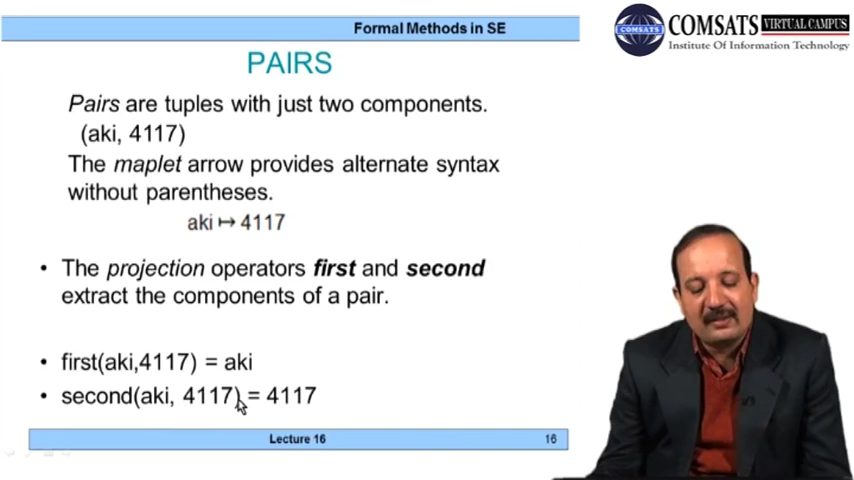 Formal Methods in SE
COMSATS VIRTUAL CAMPUS
Institute Of Information Technology
COMSATS
PAIRS
Pairs are tuples with just two components.
(aki, 4117)
The maplet arrow provides alternate syntax
without parentheses.
aki ↦ 4117
• The projection operators first and second
extract the components of a pair.
• first(aki,4117) = aki
• second(aki, 4117) = 4117
Lecture 16
16